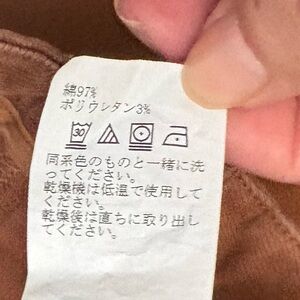 綿97%
ポリウレタン3%
30
同系色のものと一緒に洗
ってください。
乾燥機は低温で使用して
ください。
乾燥後は直ちに取り出し
てください。